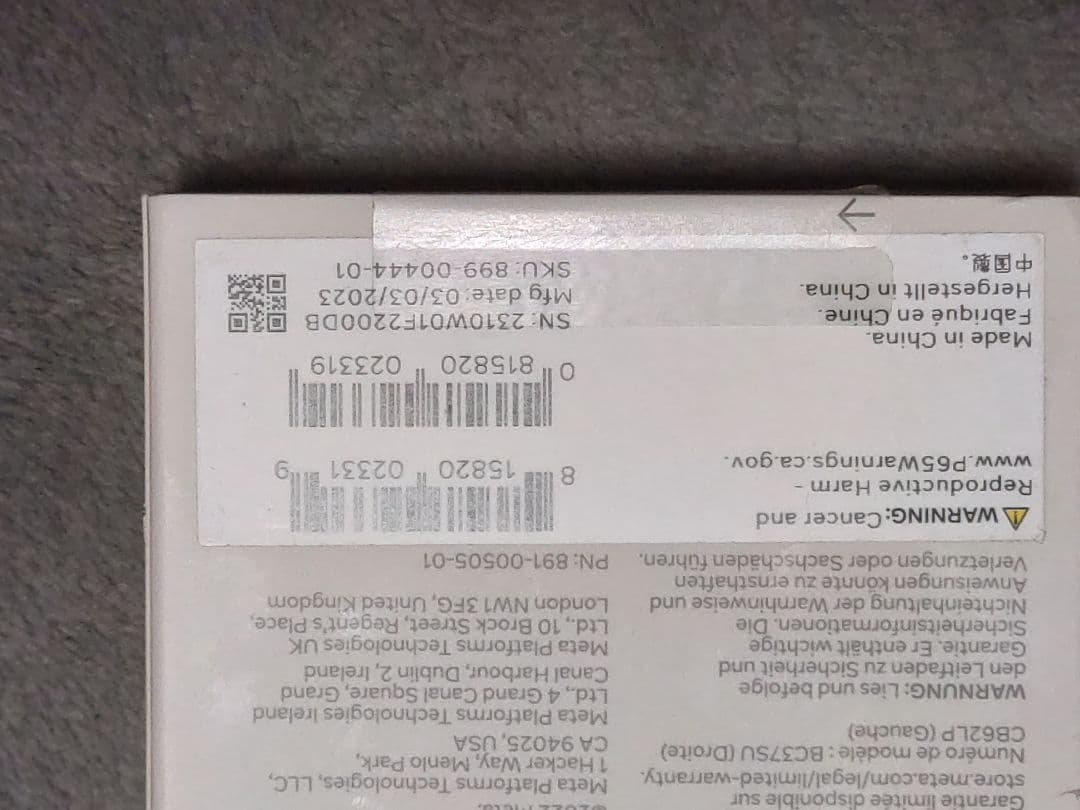 Garantie limitée disponible sur
store.meta.com/legal/limited-warranty.
Numéro de modèle : BC37SU (Droite)
CB62LP (Gauche)
WARNUNG: Lies und befolge
den Leitfaden zu Sicherheit und
Garantie. Er enthält wichtige
Sicherheitsinformationen. Die
Nichteinhaltung der Warnhinweise und
Anweisungen könnte zu ernsthaften
Verletzungen oder Sachschäden führen.
©2022 Meta.
Meta Platforms Technologies, LLC,
1 Hacker Way, Menlo Park,
CA 94025, USA
Meta Platforms Technologies Ireland
Ltd., 4 Grand Canal Square, Grand
Canal Harbour, Dublin 2, Ireland
Meta Platforms Technologies UK
Ltd., 10 Brock Street, Regent's Place,
London NW1 3FG, United Kingdom
PN: 891-00505-01
WARNING: Cancer and
Reproductive Harm -
www.P65Warnings.ca.gov.
Made in China.
Fabriqué en Chine.
Hergestellt in China.
中国製。
8 15820 02331 9
0 815820 023319
SN: 2310W01F2200DB
Mfg date: 03/03/2023
SKU: 899-00444-01